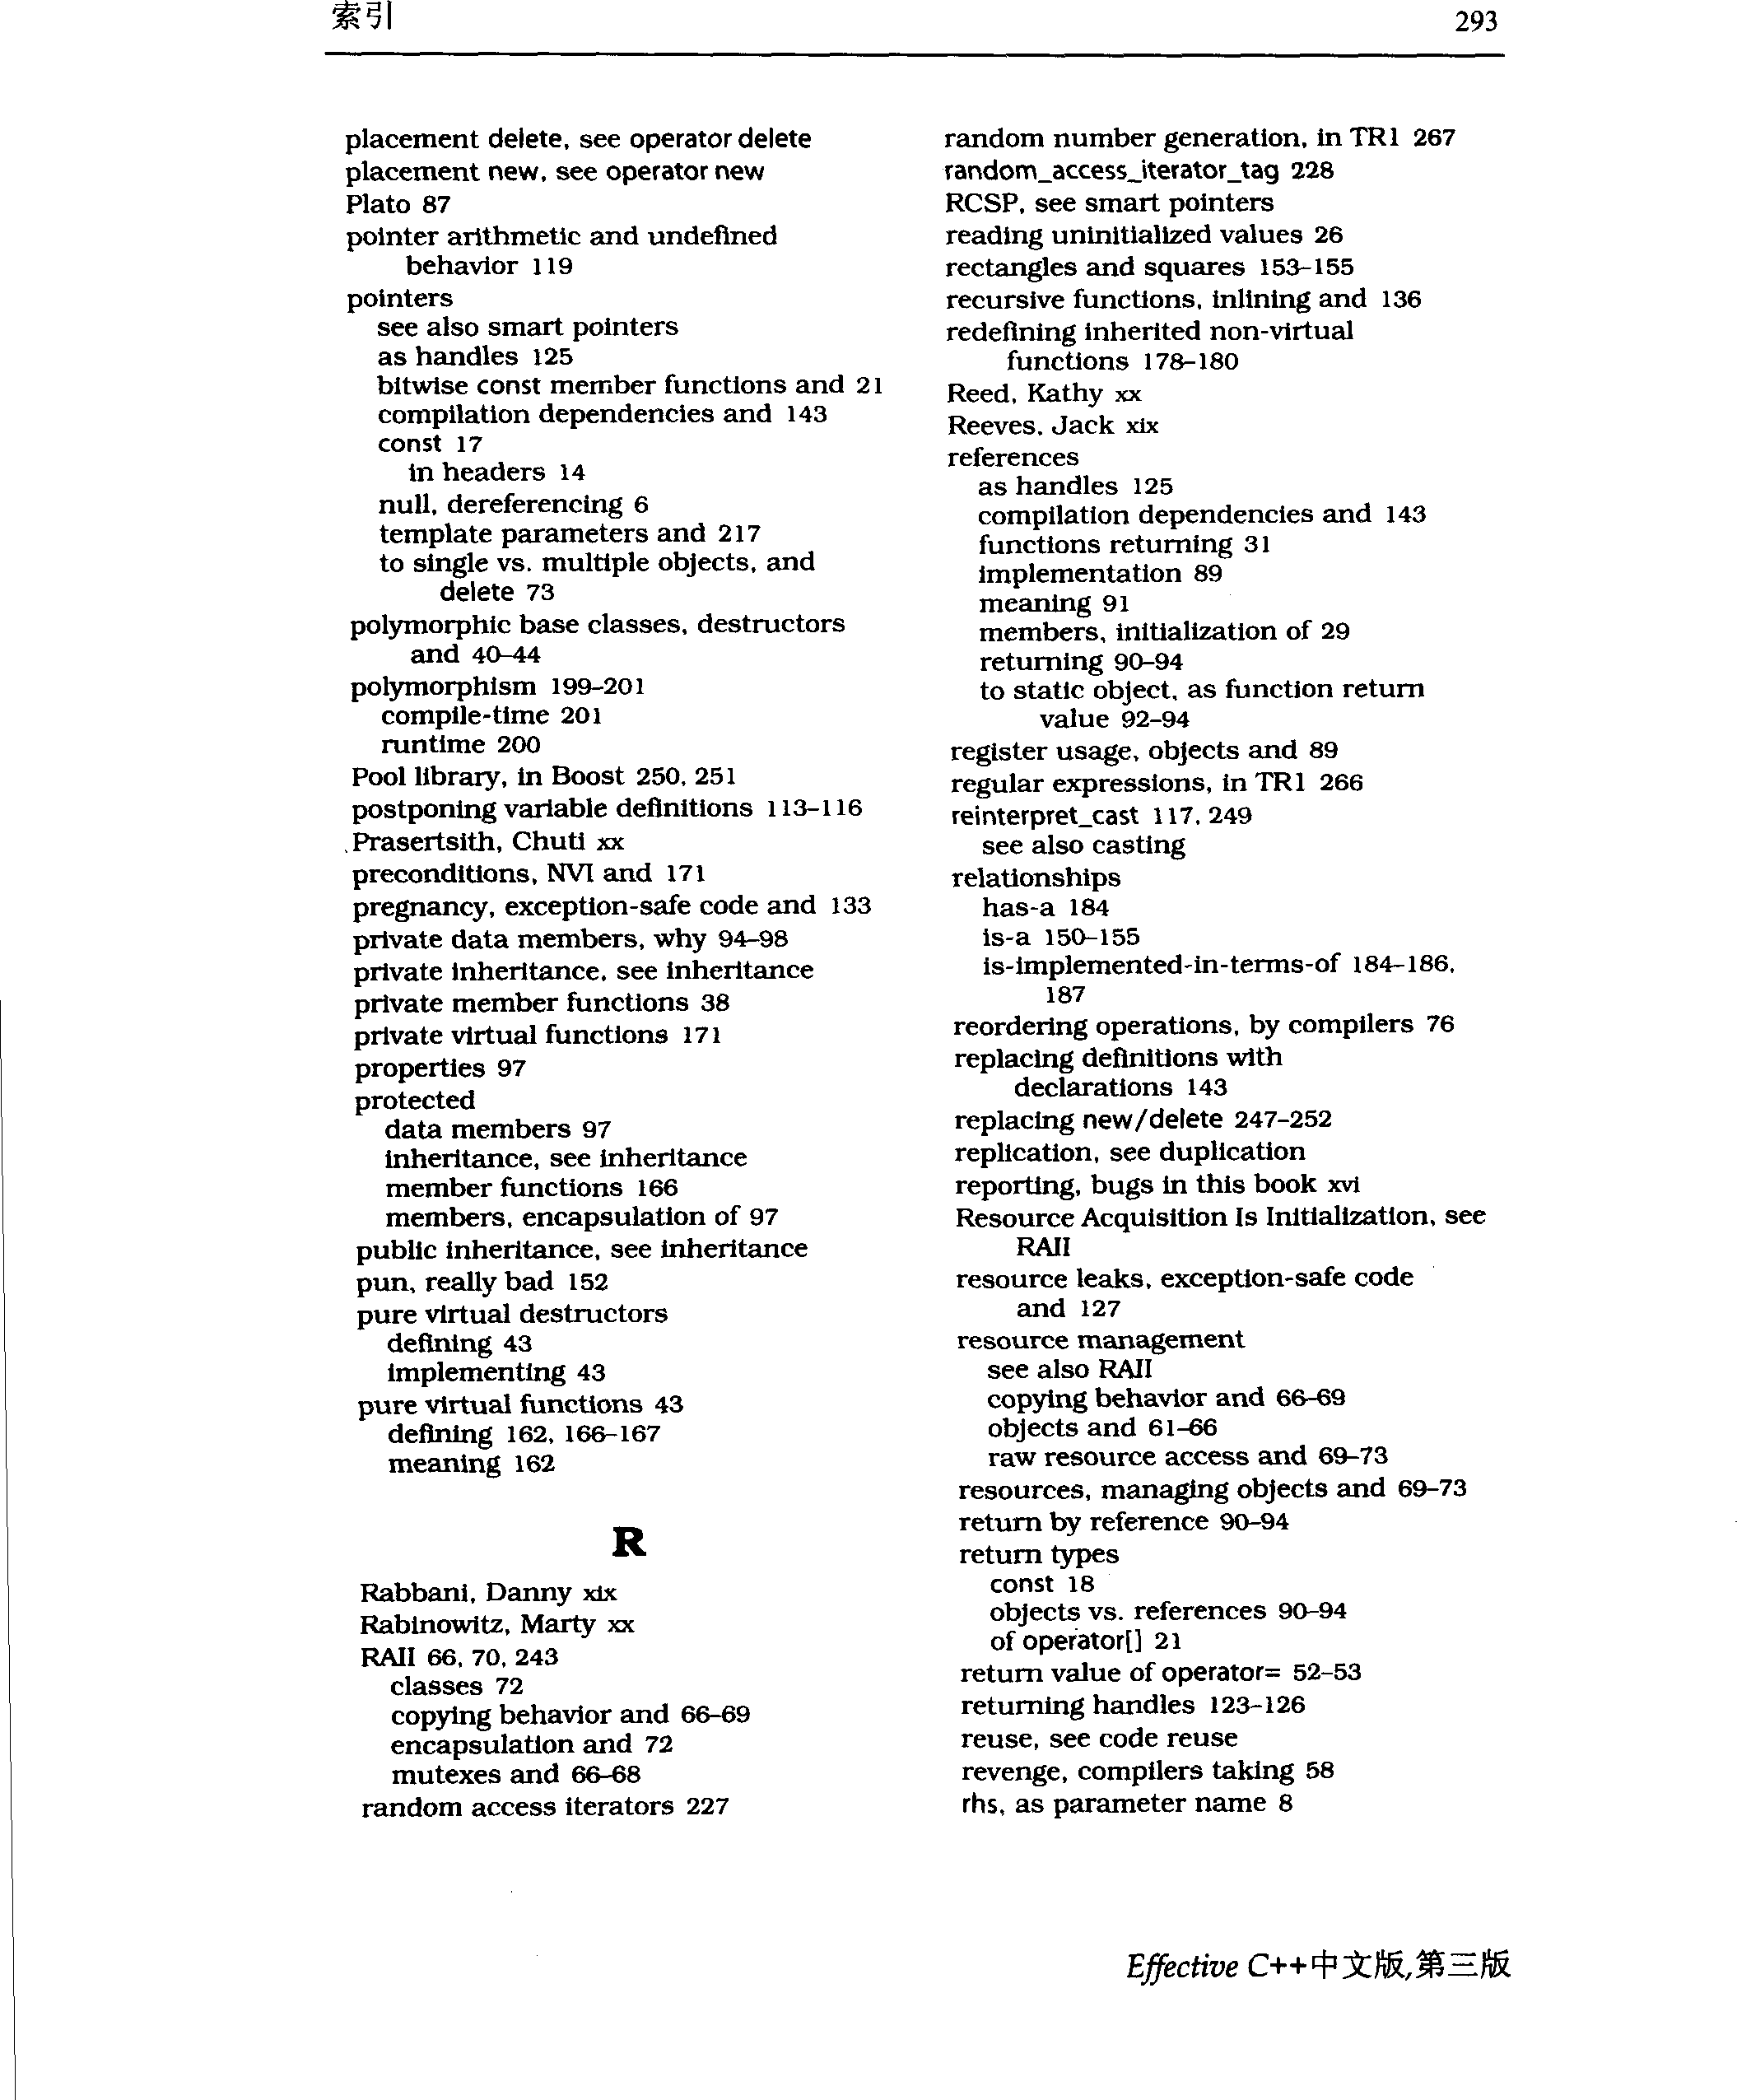 索引
293
placement delete, see operator delete
placement new, see operator new
Plato 87
pointer arithmetic and undefined
behavior 119
pointers
see also smart pointers
as handles 125
bitwise const member functions and 21
compilation dependencies and 143
const 17
in headers 14
null, dereferencing 6
template parameters and 217
to single vs. multiple objects, and
delete 73
polymorphic base classes, destructors
and 40–44
polymorphism 199–201
compile-time 201
runtime 200
Pool library, in Boost 250, 251
postponing variable definitions 113–116
Prasertsith, Chuti xx
preconditions, NVI and 171
pregnancy, exception-safe code and 133
private data members, why 94–98
private inheritance, see inheritance
private member functions 38
private virtual functions 171
properties 97
protected
data members 97
inheritance, see inheritance
member functions 166
members, encapsulation of 97
public inheritance, see inheritance
pun, really bad 152
pure virtual destructors
defining 43
implementing 43
pure virtual functions 43
defining 162, 166–167
meaning 162
R
Rabbani, Danny xix
Rabinowitz, Marty xx
RAII 66, 70, 243
classes 72
copying behavior and 66–69
encapsulation and 72
mutexes and 66–68
random access iterators 227
random number generation, in TR1 267
random_access_iterator_tag 228
RCSP, see smart pointers
reading uninitialized values 26
rectangles and squares 153–155
recursive functions, inlining and 136
redefining inherited non-virtual
functions 178–180
Reed, Kathy xx
Reeves, Jack xix
references
as handles 125
compilation dependencies and 143
functions returning 31
implementation 89
meaning 91
members, initialization of 29
returning 90–94
to static object, as function return
value 92–94
register usage, objects and 89
regular expressions, in TR1 266
reinterpret_cast 117, 249
see also casting
relationships
has-a 184
is-a 150–155
is-implemented-in-terms-of 184–186,
187
reordering operations, by compilers 76
replacing definitions with
declarations 143
replacing new/delete 247–252
replication, see duplication
reporting, bugs in this book xvi
Resource Acquisition Is Initialization, see
RAII
resource leaks, exception-safe code
and 127
resource management
see also RAII
copying behavior and 66–69
objects and 61–66
raw resource access and 69–73
resources, managing objects and 69–73
return by reference 90–94
return types
const 18
objects vs. references 90–94
of operator[] 21
return value of operator= 52–53
returning handles 123–126
reuse, see code reuse
revenge, compilers taking 58
rhs, as parameter name 8
Effective C++中文版,第三版